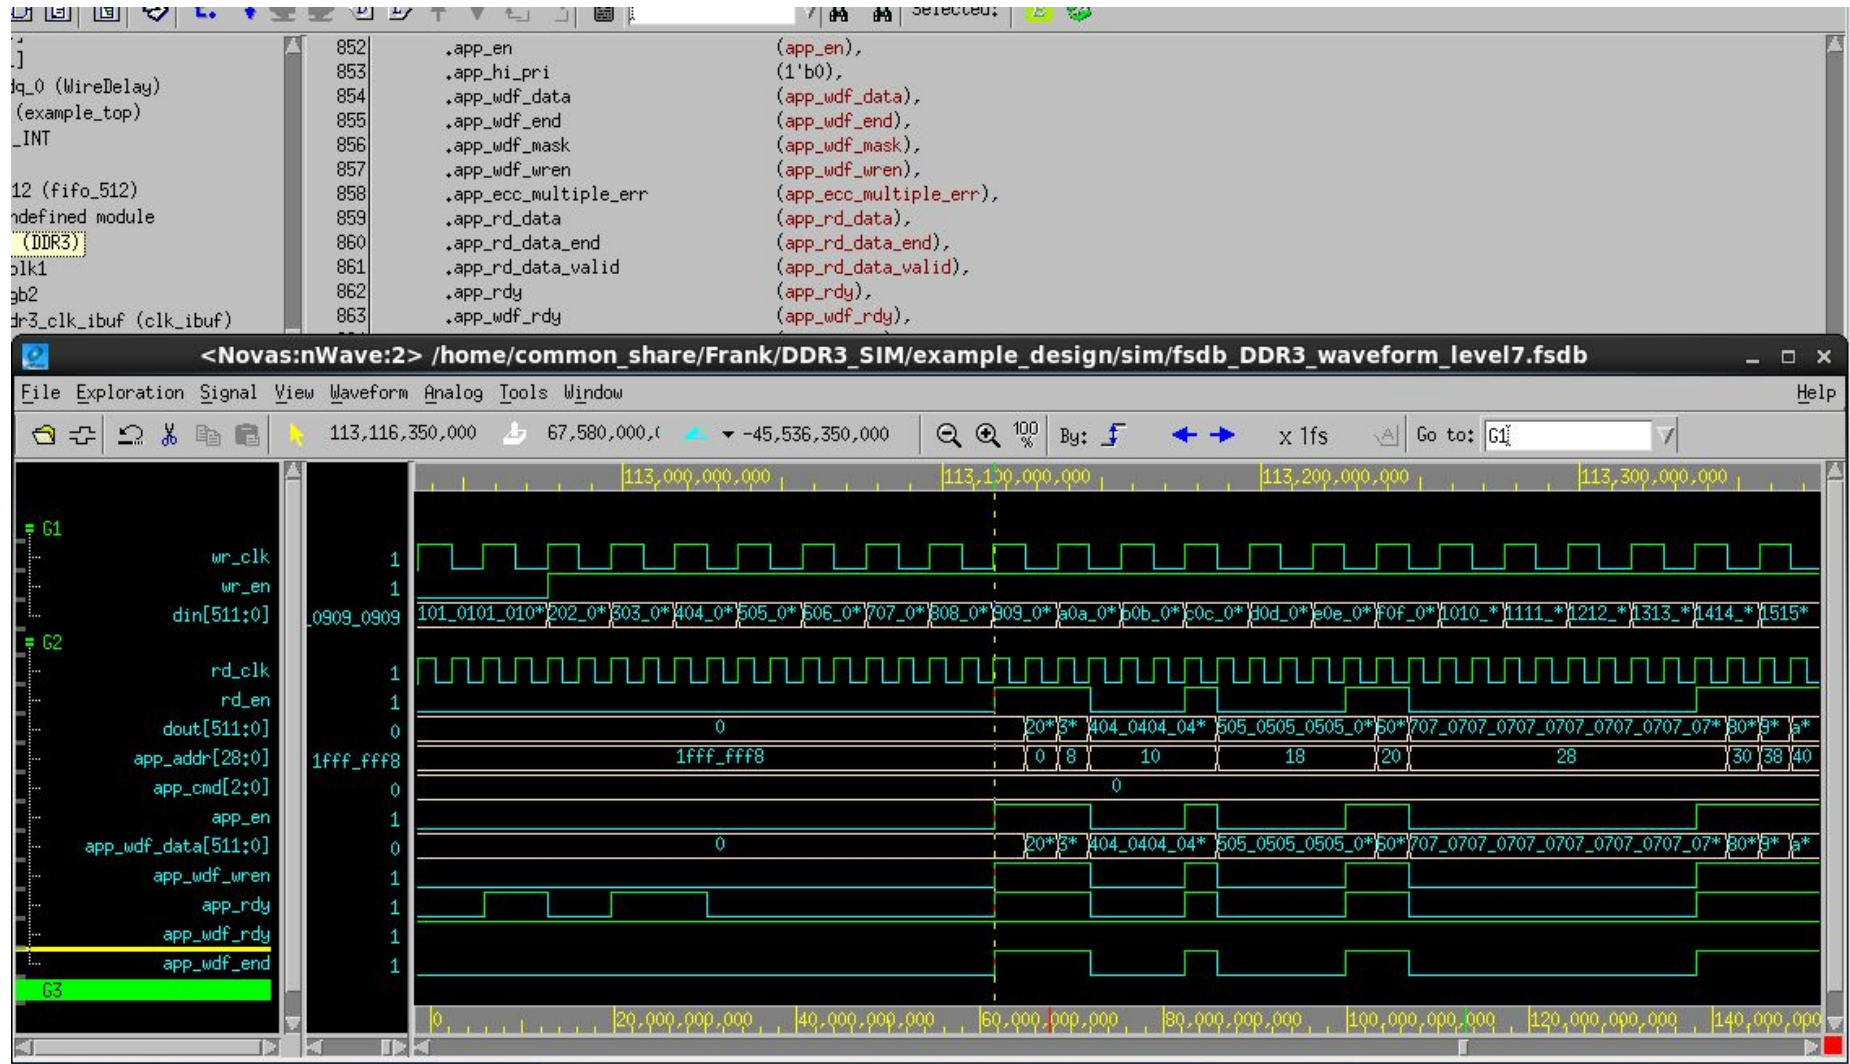 Selected:
]
dq_0 (WireDelay)
(example_top)
_INT
12 (fifo_512)
ndefined module
(DDR3)
blk1
gb2
dr3_clk_ibuf (clk_ibuf)
852 .app_en (app_en),
853 .app_hi_pri (1'b0),
854 .app_wdf_data (app_wdf_data),
855 .app_wdf_end (app_wdf_end),
856 .app_wdf_mask (app_wdf_mask),
857 .app_wdf_wren (app_wdf_wren),
858 .app_ecc_multiple_err (app_ecc_multiple_err),
859 .app_rd_data (app_rd_data),
860 .app_rd_data_end (app_rd_data_end),
861 .app_rd_data_valid (app_rd_data_valid),
862 .app_rdy (app_rdy),
863 .app_wdf_rdy (app_wdf_rdy),
<Novas:nWave:2> /home/common_share/Frank/DDR3_SIM/example_design/sim/fsdb_DDR3_waveform_level7.fsdb
File Exploration Signal View Waveform Analog Tools Window Help
113,116,350,000 67,580,000,( -45,536,350,000 100 % By: x 1fs Go to: G1
113,000,000,000 113,100,000,000 113,200,000,000 113,300,000,000
G1
wr_clk 1
wr_en 1
din[511:0] _0909_0909 101_0101_010* 202_0* 303_0* 404_0* 505_0* 606_0* 707_0* 808_0* 909_0* a0a_0* b0b_0* c0c_0* d0d_0* e0e_0* f0f_0* 1010_* 1111_* 1212_* 1313_* 1414_* 1515*
G2
rd_clk 1
rd_en 1
dout[511:0] 0 0 20* 3* 404_0404_04* 505_0505_0505_0* 60* 707_0707_0707_0707_0707_07* 80* 9* a*
app_addr[28:0] 1fff_fff8 1fff_fff8 0 8 10 18 20 28 30 38 40
app_cmd[2:0] 0 0
app_en 1
app_wdf_data[511:0] 0 0 20* 3* 404_0404_04* 505_0505_0505_0* 60* 707_0707_0707_0707_0707_07* 80* 9* a*
app_wdf_wren 1
app_rdy 1
app_wdf_rdy 1
app_wdf_end 1
G3
0 20,000,000,000 40,000,000,000 60,000,000,000 80,000,000,000 100,000,000,000 120,000,000,000 140,000,000